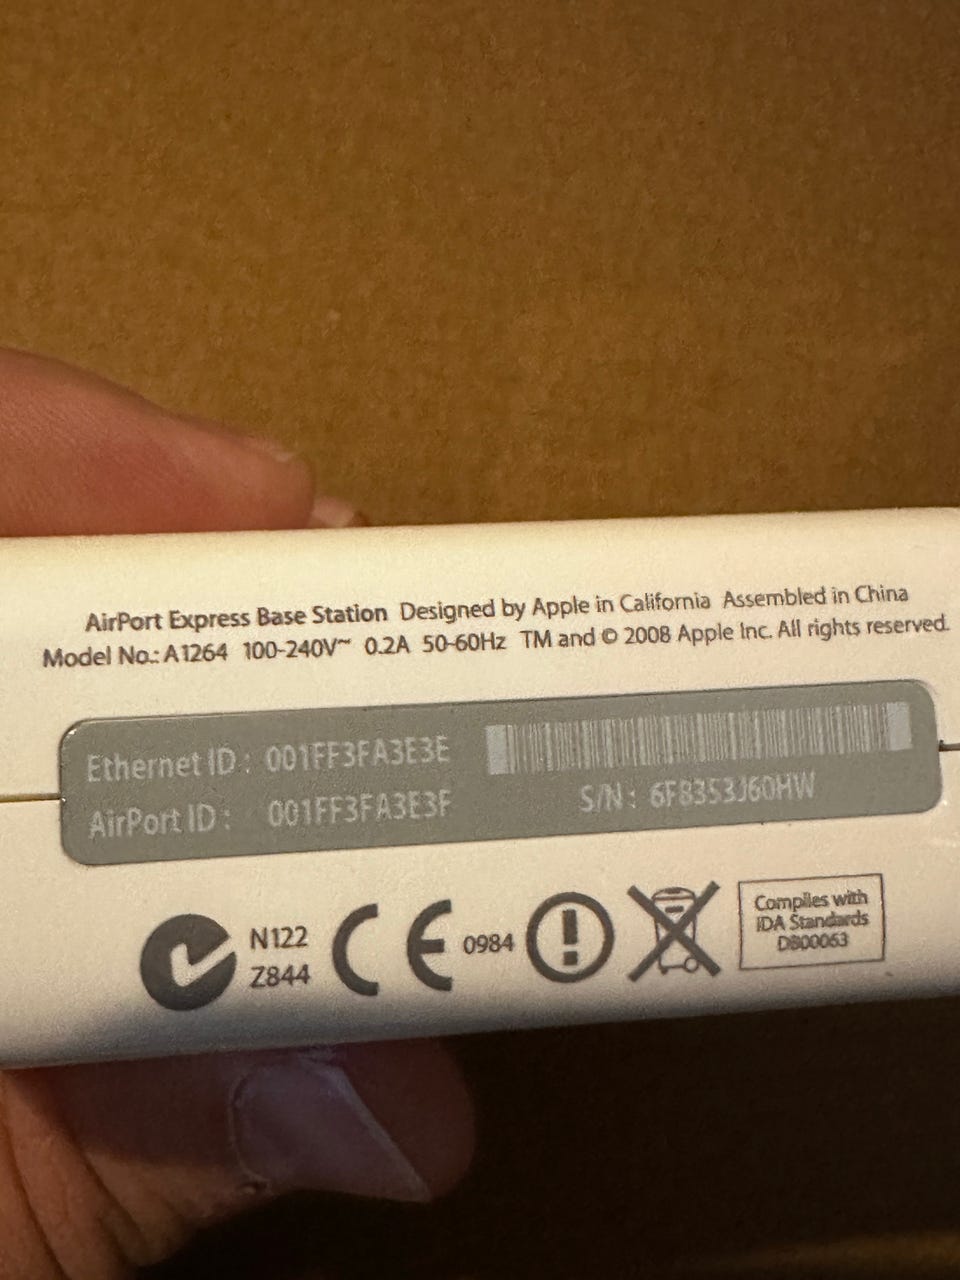 AirPort Express Base Station Designed by Apple in California Assembled in China
Model No.: A1264 100-240V~ 0.2A 50-60Hz TM and © 2008 Apple Inc. All rights reserved.
Ethernet ID : 001FF3FA3E3E
AirPort ID : 001FF3FA3E3F
S/N : 6F8353J60HW
N122
Z844
CE 0984
Complies with
IDA Standards
DB00063